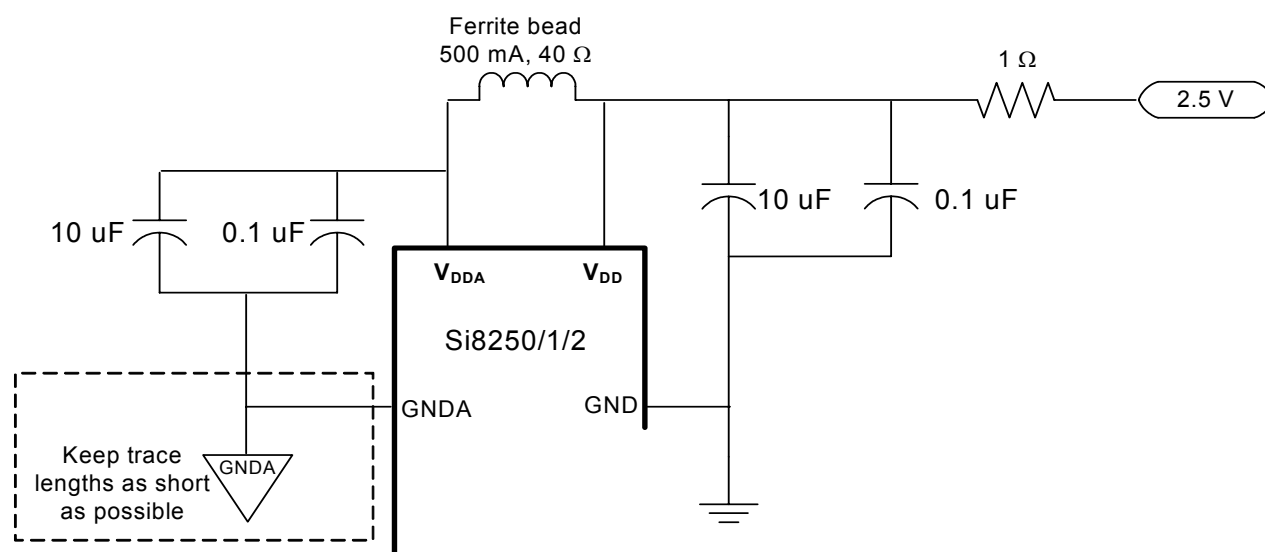 Ferrite bead
500 mA, 40 Ω
1 Ω
2.5 V
10 uF
0.1 uF
10 uF
0.1 uF
VDDA
VDD
Si8250/1/2
GNDA
GND
Keep trace
lengths as short
as possible
GNDA